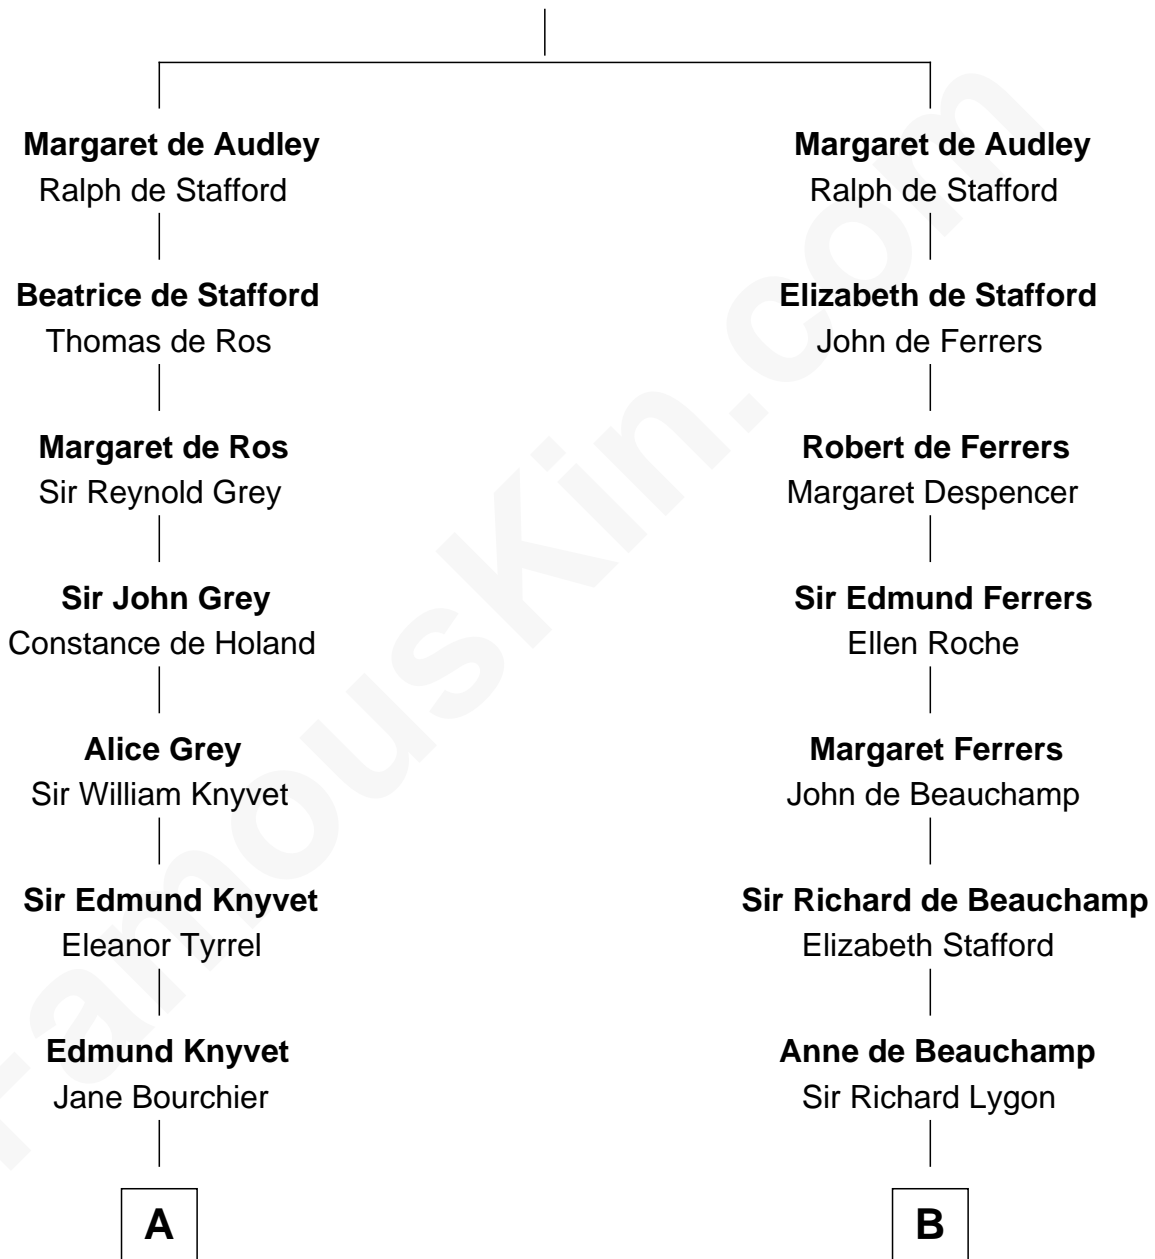 Margaret de Audley
Ralph de Stafford
Beatrice de Stafford
Thomas de Ros
Margaret de Ros
Sir Reynold Grey
Sir John Grey
Constance de Holand
Alice Grey
Sir William Knyvet
Sir Edmund Knyvet
Eleanor Tyrrel
Edmund Knyvet
Jane Bourchier
A
Margaret de Audley
Ralph de Stafford
Elizabeth de Stafford
John de Ferrers
Robert de Ferrers
Margaret Despencer
Sir Edmund Ferrers
Ellen Roche
Margaret Ferrers
John de Beauchamp
Sir Richard de Beauchamp
Elizabeth Stafford
Anne de Beauchamp
Sir Richard Lygon
B
FamousKin.com